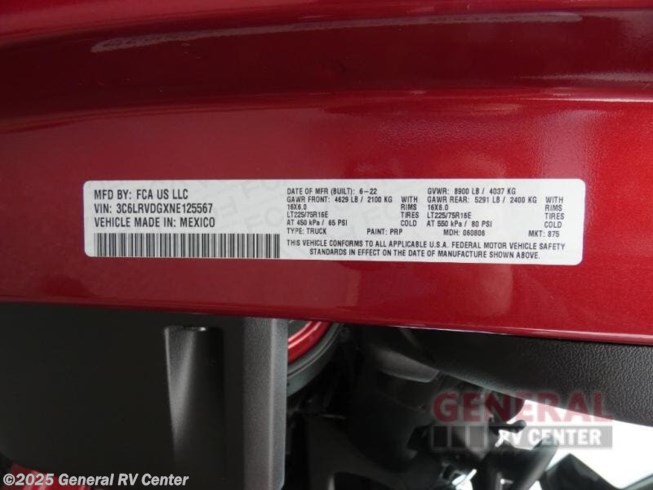 MFD BY: FCA US LLC
VIN: 3C6LRVDGXNE125567
VEHICLE MADE IN: MEXICO
DATE OF MFR (BUILT): 6-22
GVWR: 8900 LB / 4037 KG
GAWR FRONT: 4629 LB / 2100 KG WITH
GAWR REAR: 5291 LB / 2400 KG WITH
16X6.0 RIMS
16X6.0 RIMS
LT225/75R16E TIRES
LT225/75R16E TIRES
AT 450 kPa / 65 PSI COLD
AT 550 kPa / 80 PSI COLD
TYPE: TRUCK PAINT: PRP MDH: 060806 MKT: 875
THIS VEHICLE CONFORMS TO ALL APPLICABLE U.S.A. FEDERAL MOTOR VEHICLE SAFETY
STANDARDS IN EFFECT ON THE DATE OF MANUFACTURE SHOWN ABOVE.
GENERAL
RV CENTER
©2025 General RV Center